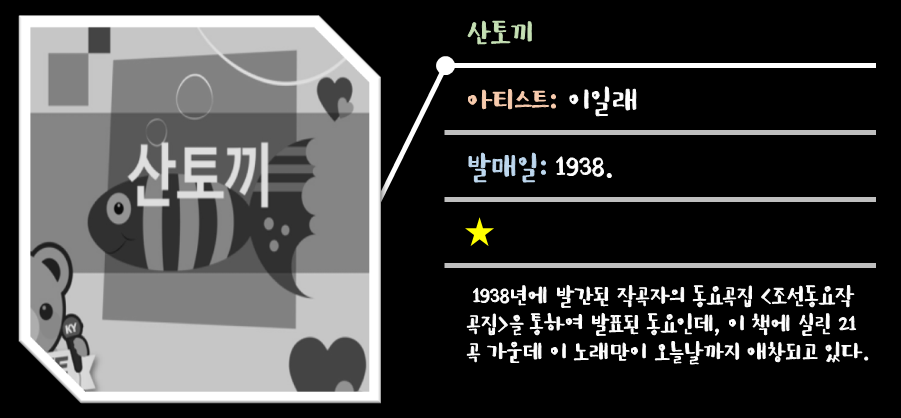 산토끼
산토끼
아티스트: 이일래
발매일: 1938.
KY
1938년에 발간된 작곡자의 동요곡집 <조선동요작
곡집>을 통하여 발표된 동요인데, 이 책에 실린 21
곡 가운데 이 노래만이 오늘날까지 애창되고 있다.